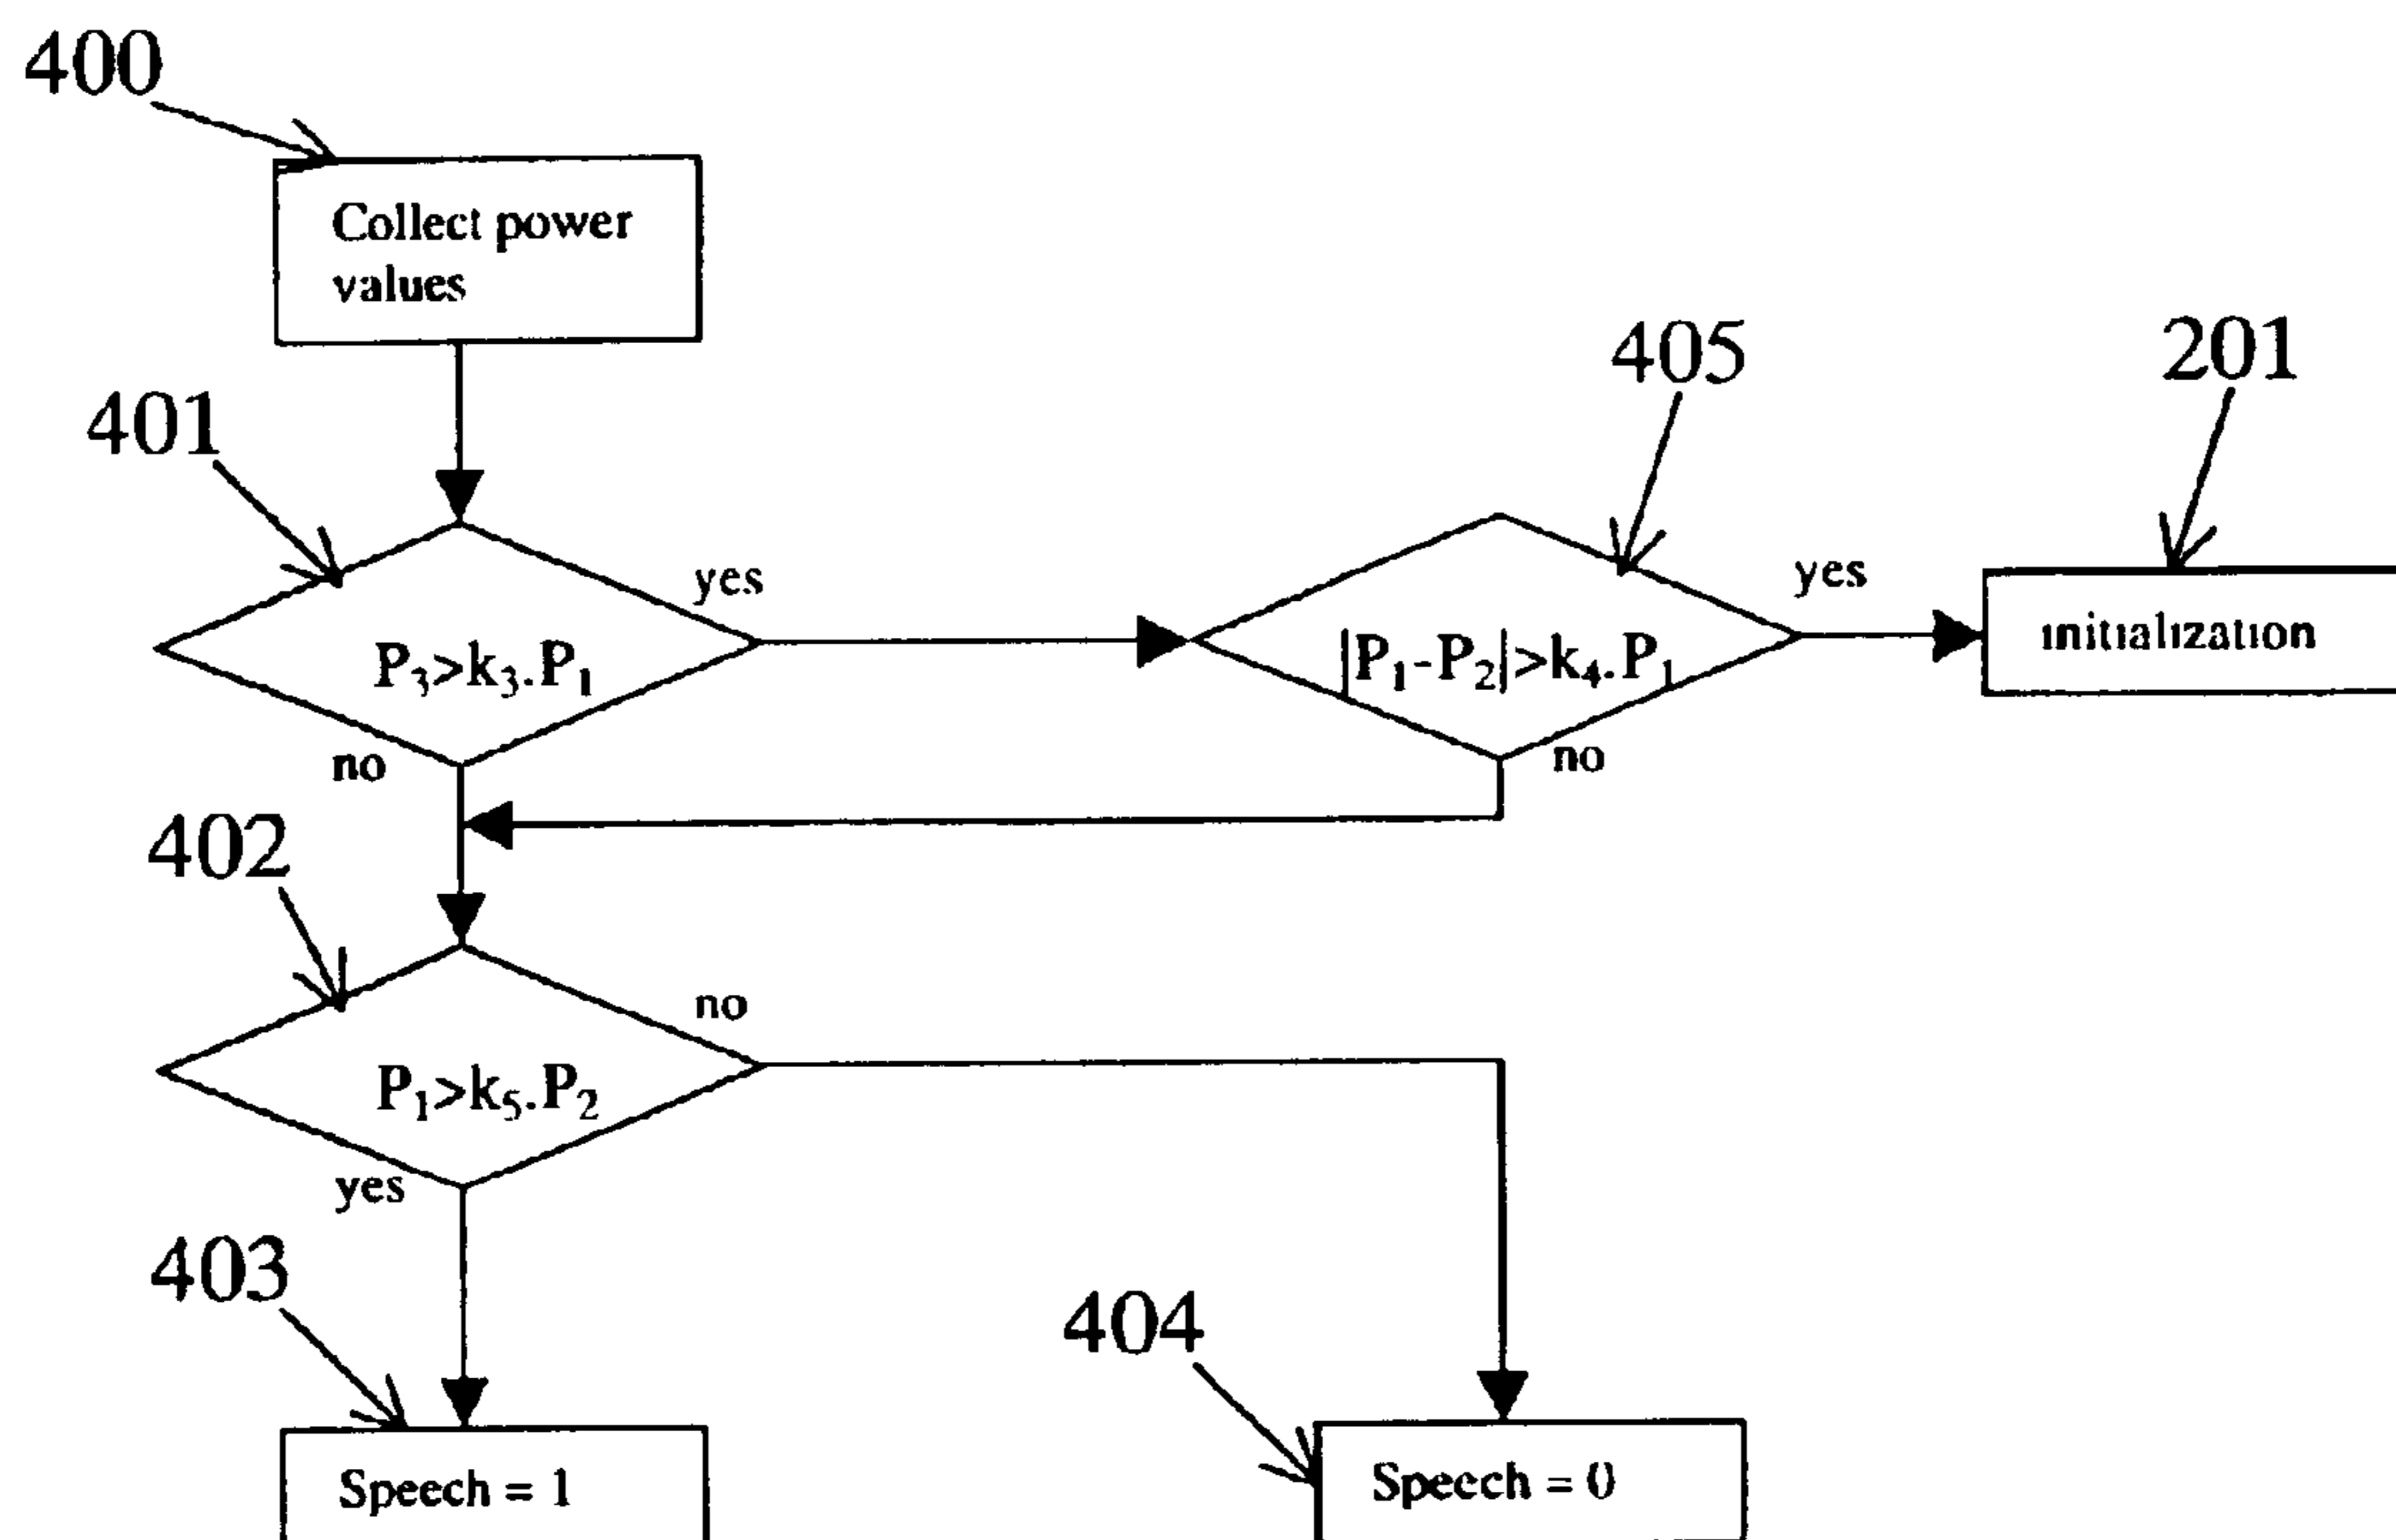 400
Collect power
values
405
201
401
yes
yes
P₃>k₃.P₁
|P₁-P₂|>k₄.P₁
initialization
no
no
402
no
P₁>k₅.P₂
yes
403
404
Speech = 1
Speech = 0